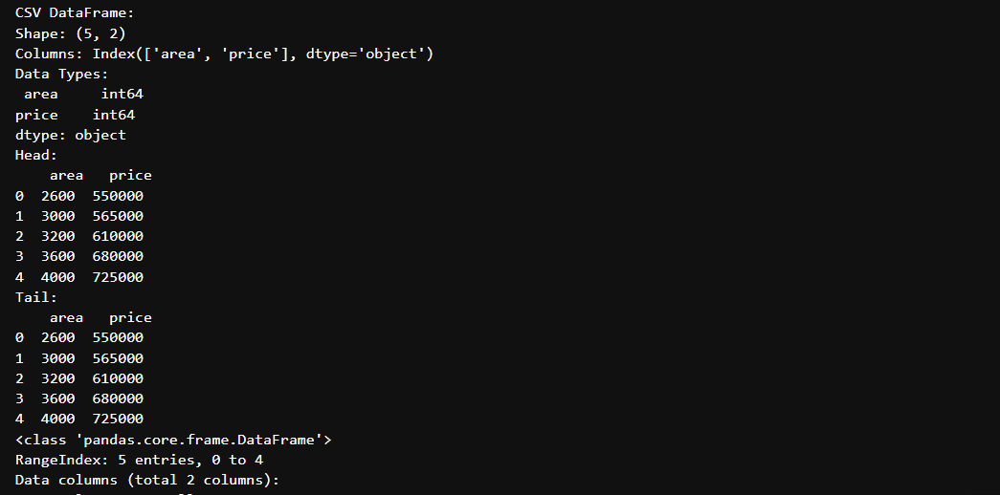 CSV DataFrame:
Shape: (5, 2)
Columns: Index(['area', 'price'], dtype='object')
Data Types:
 area     int64
price    int64
dtype: object
Head:
    area   price
0  2600  550000
1  3000  565000
2  3200  610000
3  3600  680000
4  4000  725000
Tail:
    area   price
0  2600  550000
1  3000  565000
2  3200  610000
3  3600  680000
4  4000  725000
<class 'pandas.core.frame.DataFrame'>
RangeIndex: 5 entries, 0 to 4
Data columns (total 2 columns):